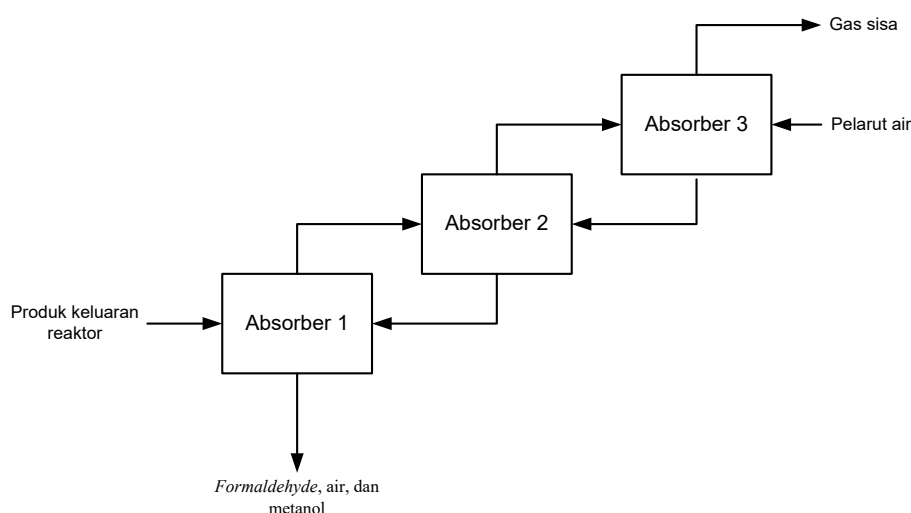 Gas sisa
Absorber 3
Pelarut air
Absorber 2
Produk keluaran
reaktor
Absorber 1
Formaldehyde, air, dan
metanol